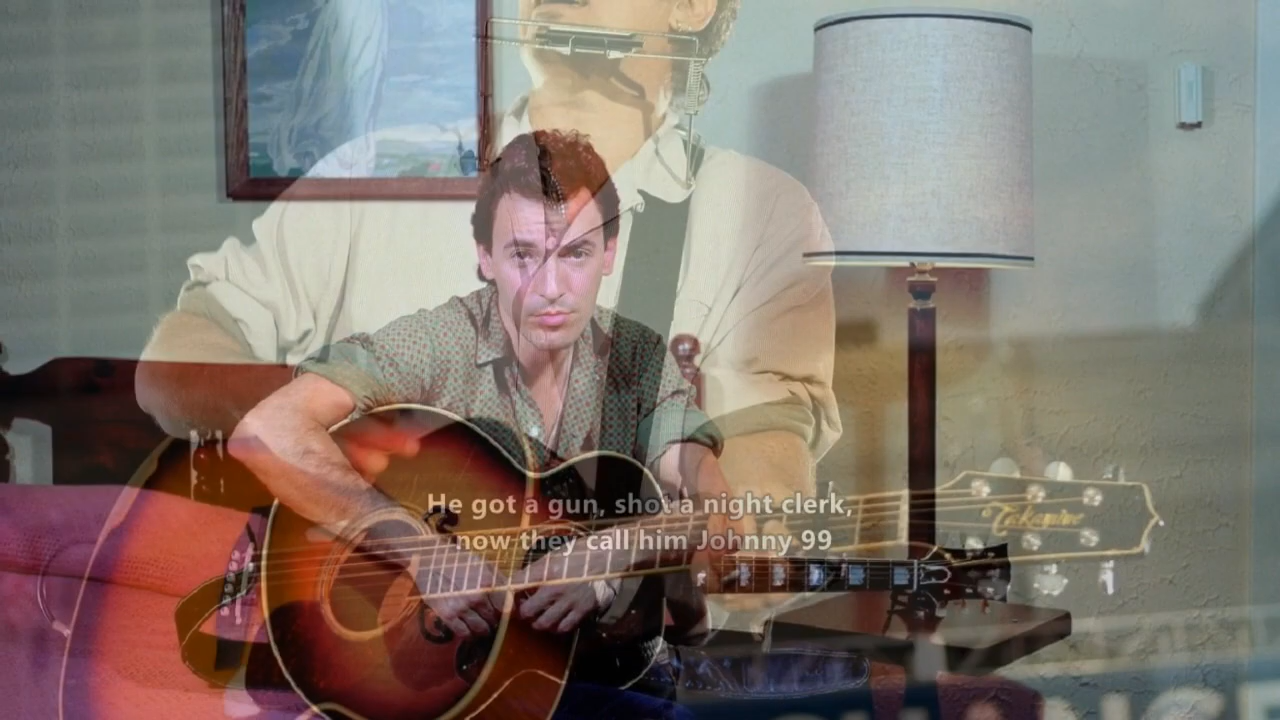 He got a gun, shot a night clerk,
now they call him Johnny 99
Takamine